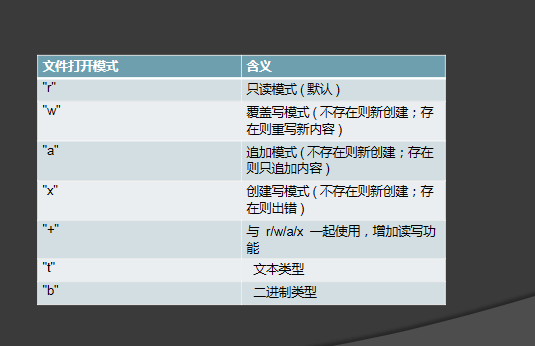 文件打开模式 含义
"r" 只读模式 ( 默认 )
"w" 覆盖写模式 ( 不存在则新创建；存
在则重写新内容 )
"a" 追加模式 ( 不存在则新创建；存在
则只追加内容 )
"x" 创建写模式 ( 不存在则新创建；存
在则出错 )
"+" 与 r/w/a/x 一起使用，增加读写功
能
"t" 文本类型
"b" 二进制类型